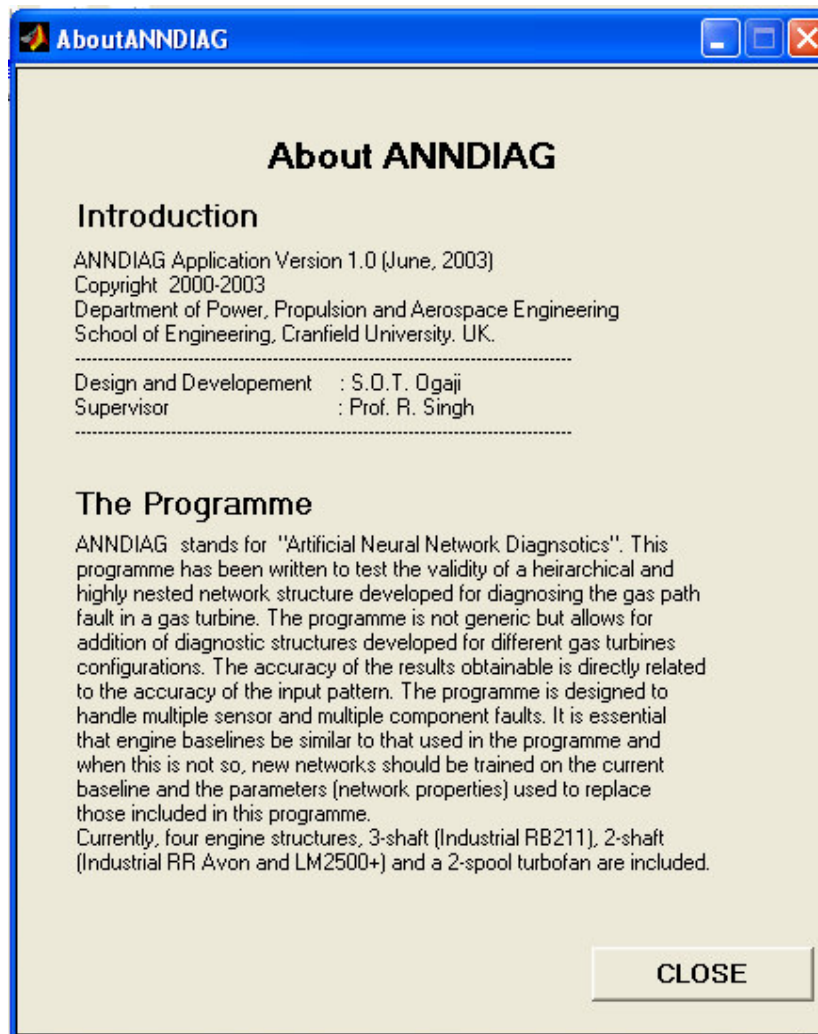 AboutANNDIAG
About ANNDIAG
Introduction
ANNDIAG Application Version 1.0 (June, 2003)
Copyright 2000-2003
Department of Power, Propulsion and Aerospace Engineering
School of Engineering, Cranfield University. UK.
Design and Developement : S.O.T. Ogaji
Supervisor : Prof. R. Singh
The Programme
ANNDIAG stands for "Artificial Neural Network Diagnsotics". This
programme has been written to test the validity of a heirarchical and
highly nested network structure developed for diagnosing the gas path
fault in a gas turbine. The programme is not generic but allows for
addition of diagnostic structures developed for different gas turbines
configurations. The accuracy of the results obtainable is directly related
to the accuracy of the input pattern. The programme is designed to
handle multiple sensor and multiple component faults. It is essential
that engine baselines be similar to that used in the programme and
when this is not so, new networks should be trained on the current
baseline and the parameters (network properties) used to replace
those included in this programme.
Currently, four engine structures, 3-shaft (Industrial RB211), 2-shaft
(Industrial RR Avon and LM2500+) and a 2-spool turbofan are included.
CLOSE